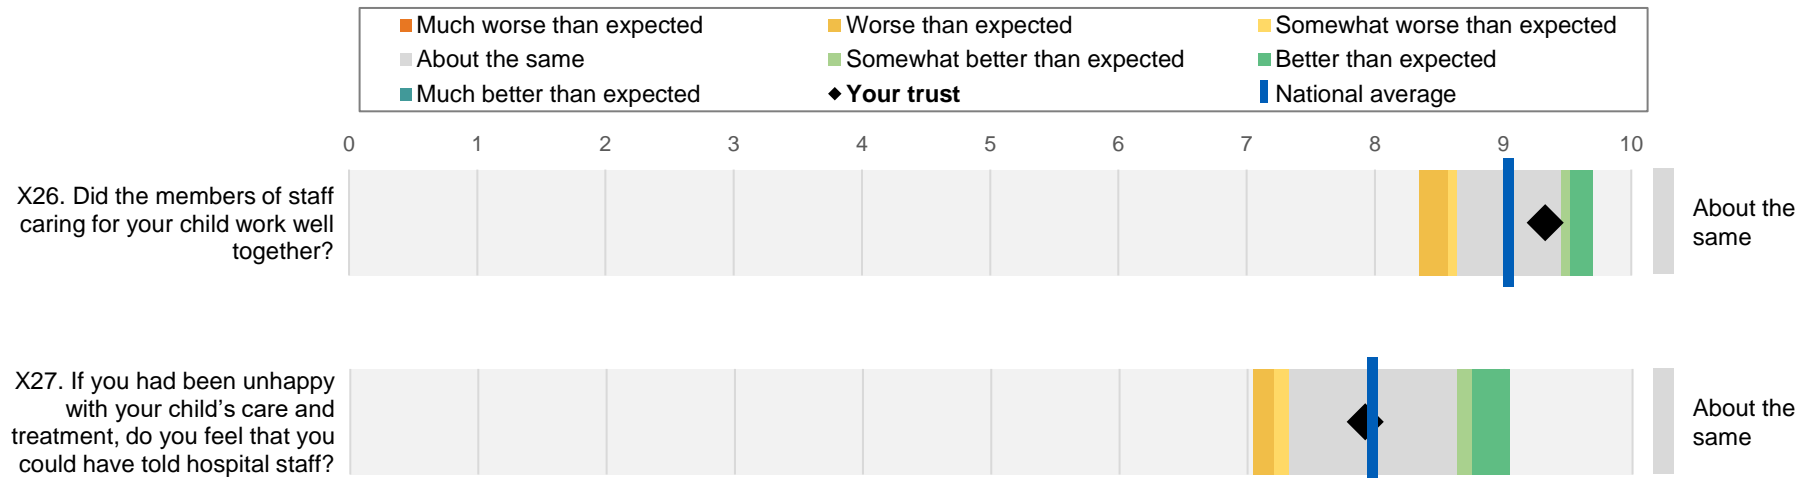 Much worse than expected
Worse than expected
Somewhat worse than expected
About the same
Somewhat better than expected
Better than expected
Much better than expected
Your trust
National average
0 1 2 3 4 5 6 7 8 9 10
X26. Did the members of staff
caring for your child work well
together?
About the
same
X27. If you had been unhappy
with your child’s care and
treatment, do you feel that you
could have told hospital staff?
About the
same